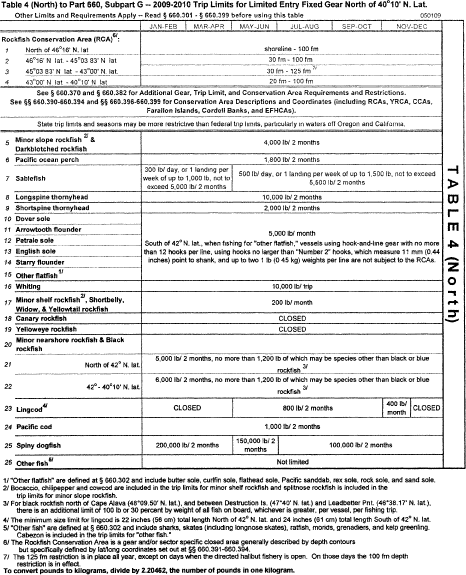 Table 4 (North) to Part 660, Subpart G -- 2009-2010 Trip Limits for Limited Entry Fixed Gear North of 40°10' N. Lat.
Other Limits and Requirements Apply -- Read § 660.301 - § 660.399 before using this table 050109
JAN-FEB MAR-APR MAY-JUN JUL-AUG SEP-OCT NOV-DEC
Rockfish Conservation Area (RCA)6/:
1 North of 46°16' N. lat shoreline - 100 fm
2 46°16' N. lat - 45°03 83' N. lat 30 fm - 100 fm
3 45°03 83' N. lat - 43°00' N. lat 30 fm - 125 fm 7/
4 43°00' N. lat - 40°10' N. lat 20 fm - 100 fm
See § 660.370 and § 660.382 for Additional Gear, Trip Limit, and Conservation Area Requirements and Restrictions.
See §§ 660.390-660.394 and §§ 660.396-660.399 for Conservation Area Descriptions and Coordinates (including RCAs, YRCA, CCAs,
Farallon Islands, Cordell Banks, and EFHCAs).
State trip limits and seasons may be more restrictive than federal trip limits, particularly in waters off Oregon and California.
5 Minor slope rockfish 2/ &
Darkblotched rockfish 4,000 lb/ 2 months
6 Pacific ocean perch 1,800 lb/ 2 months
7 Sablefish
300 lb/ day, or 1 landing per
week of up to 1,000 lb, not to
exceed 5,000 lb/ 2 months
500 lb/ day, or 1 landing per week of up to 1,500 lb, not to exceed
5,500 lb/ 2 months
8 Longspine thornyhead 10,000 lb/ 2 months
9 Shortspine thornyhead 2,000 lb/ 2 months
10 Dover sole
11 Arrowtooth flounder
12 Petrale sole
13 English sole
14 Starry flounder
15 Other flatfish1/
5,000 lb/ month
South of 42° N. lat., when fishing for "other flatfish," vessels using hook-and-line gear with no more
than 12 hooks per line, using hooks no larger than "Number 2" hooks, which measure 11 mm (0.44
inches) point to shank, and up to two 1 lb (0 45 kg) weights per line are not subject to the RCAs.
16 Whiting 10,000 lb/ trip
17 Minor shelf rockfish2/, Shortbelly,
Widow, & Yellowtail rockfish 200 lb/ month
18 Canary rockfish CLOSED
19 Yelloweye rockfish CLOSED
20 Minor nearshore rockfish & Black
rockfish
21 North of 42° N. lat.
5,000 lb/ 2 months, no more than 1,200 lb of which may be species other than black or blue
rockfish 3/
22 42° - 40°10' N. lat
6,000 lb/ 2 months, no more than 1,200 lb of which may be species other than black or blue
rockfish 3/
23 Lingcod4/ CLOSED 800 lb/ 2 months 400 lb/
month CLOSED
24 Pacific cod 1,000 lb/ 2 months
25 Spiny dogfish 200,000 lb/ 2 months 150,000 lb/ 2
months 100,000 lb/ 2 months
26 Other fish5/ Not limited
TABLE 4 (North)
1/ "Other flatfish" are defined at § 660.302 and include butter sole, curlfin sole, flathead sole, Pacific sanddab, rex sole, rock sole, and sand sole.
2/ Bocaccio, chilipepper and cowcod are included in the trip limits for minor shelf rockfish and splitnose rockfish is included in the
trip limits for minor slope rockfish.
3/ For black rockfish north of Cape Alava (48°09.50' N. lat.), and between Destruction Is. (47°40' N. lat.) and Leadbetter Pnt. (46°38.17' N. lat.),
there is an additional limit of 100 lb or 30 percent by weight of all fish on board, whichever is greater, per vessel, per fishing trip.
4/ The minimum size limit for lingcod is 22 inches (56 cm) total length North of 42° N. lat. and 24 inches (61 cm) total length South of 42° N. lat.
5/ "Other fish" are defined at § 660.302 and include sharks, skates (including longnose skates), ratfish, morids, grenadiers, and kelp greenling.
Cabezon is included in the trip limits for "other fish."
6/ The Rockfish Conservation Area is a gear and/or sector specific closed area generally described by depth contours
but specifically defined by lat/long coordinates set out at §§ 660.391-660.394.
7/ The 125 fm restriction is in place all year, except on days when the directed halibut fishery is open. On those days the 100 fm depth
restriction is in effect.
To convert pounds to kilograms, divide by 2.20462, the number of pounds in one kilogram.